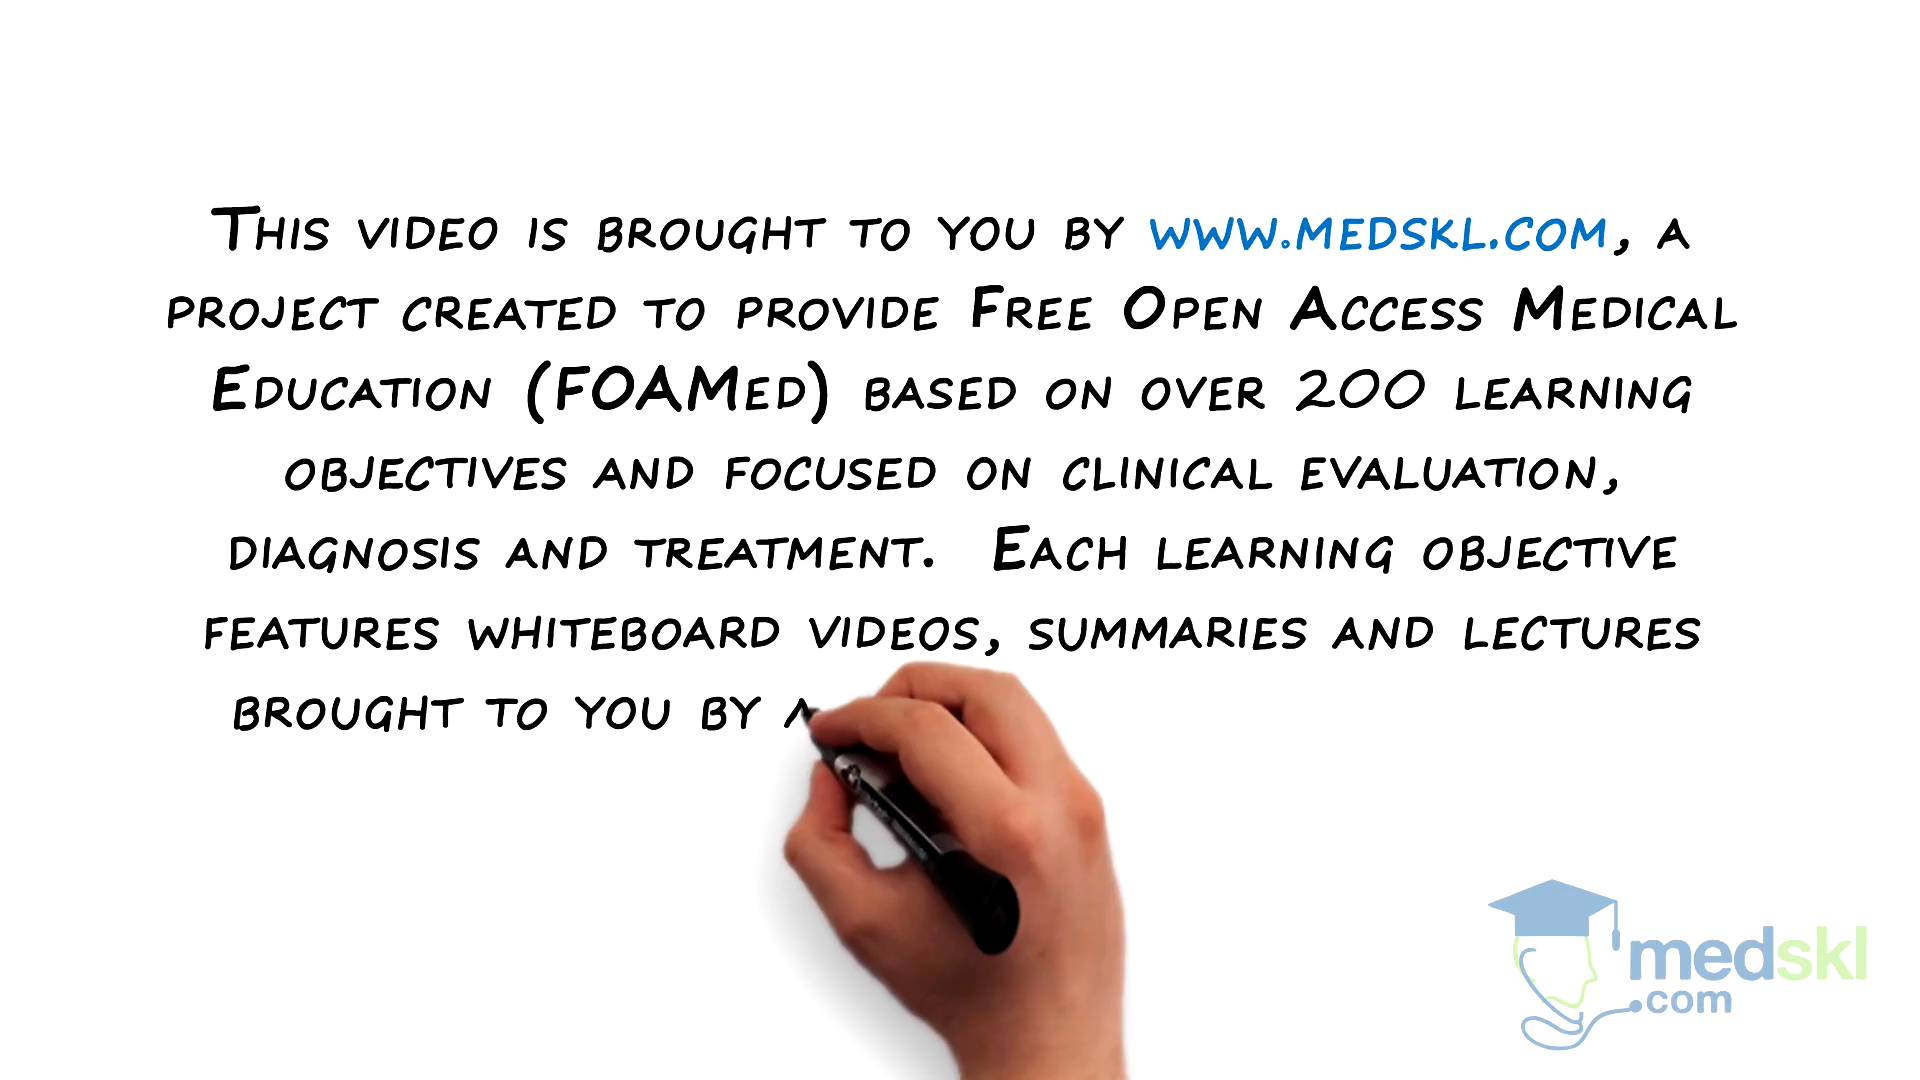 This video is brought to you by www.medskl.com, a
project created to provide Free Open Access Medical
Education (FOAMed) based on over 200 learning
objectives and focused on clinical evaluation,
diagnosis and treatment. Each learning objective
features whiteboard videos, summaries and lectures
brought to you by
medskl
.com